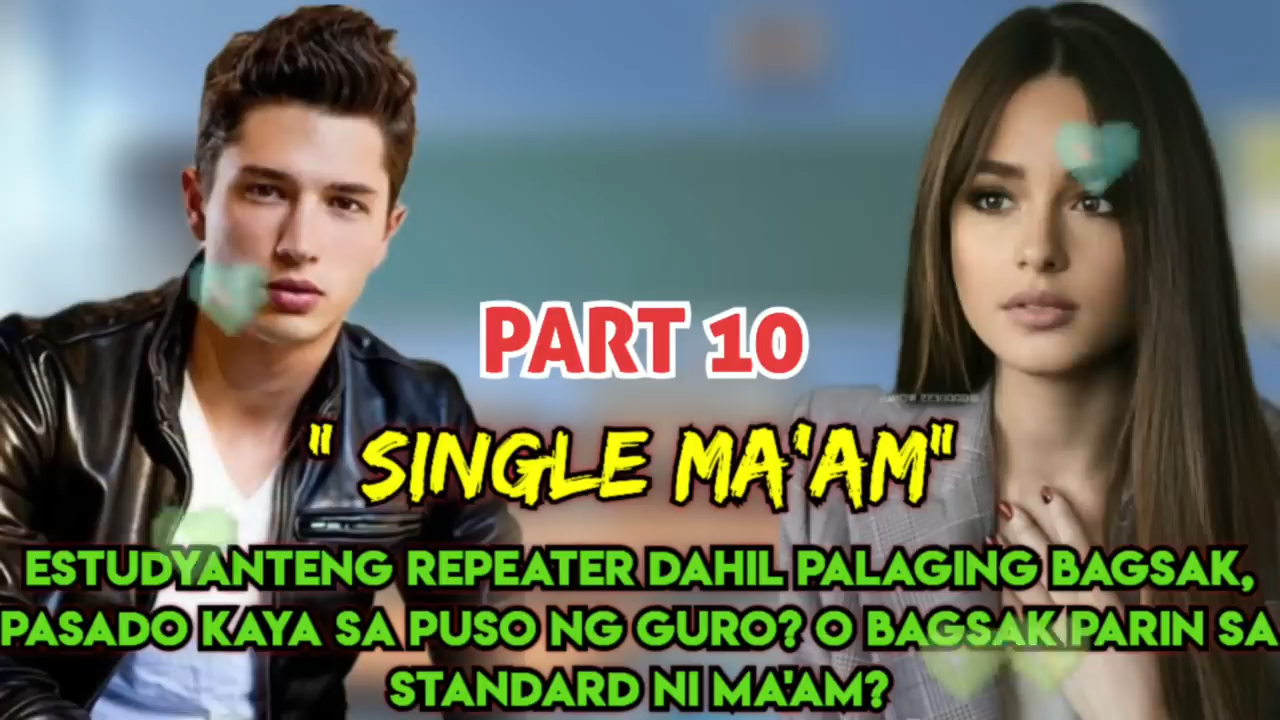 PART 10
" SINGLE MA'AM"
ESTUDYANTENG REPEATER DAHIL PALAGING BAGSAK,
PASADO KAYA SA PUSO NG GURO? O BAGSAK PARIN SA
STANDARD NI MA'AM?